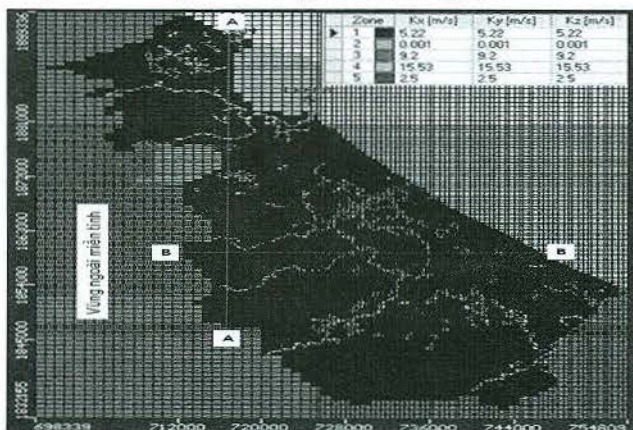 Zone Kx [m/s] Ky [m/s] Kz [m/s]
1 5.22 5.22 5.22
2 0.001 0.001 0.001
3 9.2 9.2 9.2
4 15.53 15.53 15.53
5 2.5 2.5 2.5
A
B
B
A
Vùng ngoài miền tính
698339 712000 720000 728000 736000 744000 754809